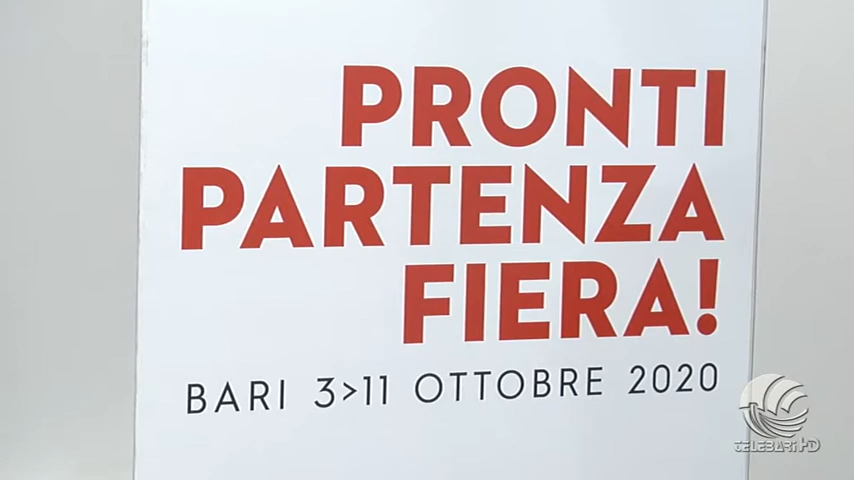 PRONTI
PARTENZA
FIERA!
BARI 3>11 OTTOBRE 2020
TELEBARI HD